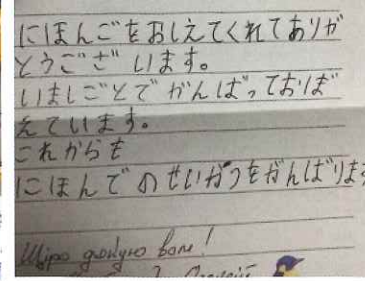 にほんごをおしえてくれてありが
とうございます。
いましごとで がんばっておぼ
えています。
これからも
にほんでのせいかつをがんばります